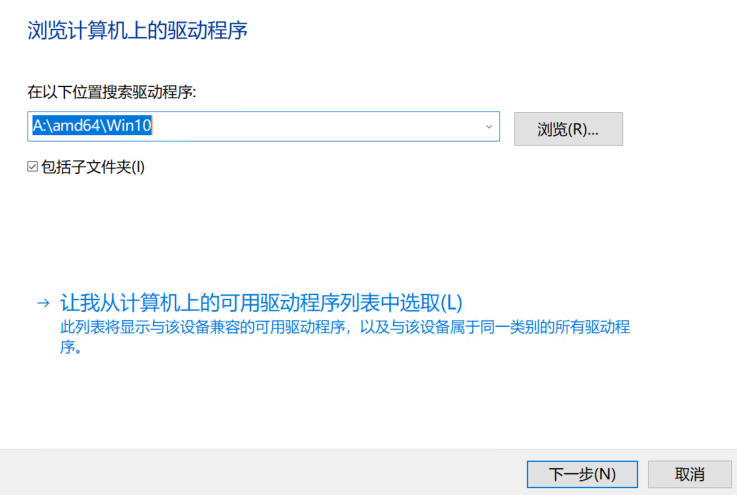 浏览计算机上的驱动程序
在以下位置搜索驱动程序:
A:\amd64\Win10
浏览(R)...
包括子文件夹(I)
→ 让我从计算机上的可用驱动程序列表中选取(L)
此列表将显示与该设备兼容的可用驱动程序，以及与该设备属于同一类别的所有驱动程
序。
下一步(N)
取消